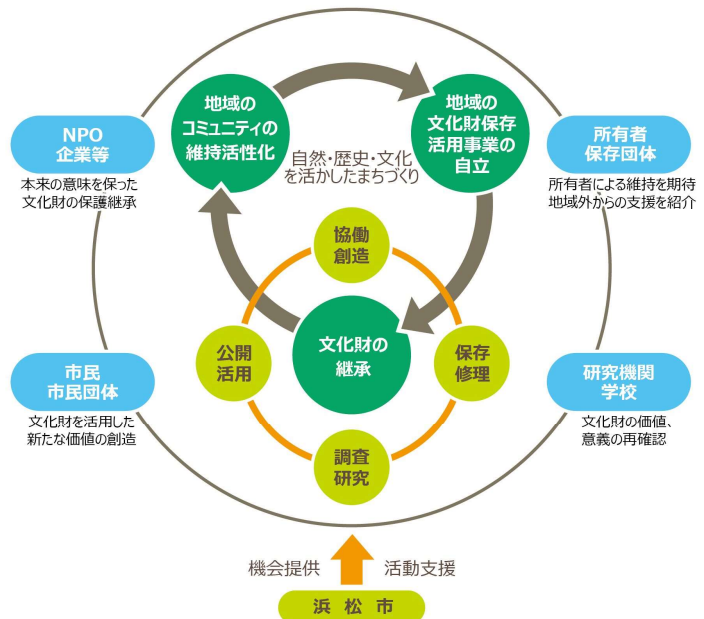 地域の
コミュニティの
維持活性化
地域の
文化財保存
活用事業の
自立
NPO
企業等
本来の意味を保った
文化財の保護継承
自然・歴史・文化
を活かしたまちづくり
所有者
保存団体
所有者による維持を期待
地域外からの支援を紹介
協働
創造
公開
活用
文化財の
継承
保存
修理
市民
市民団体
文化財を活用した
新たな価値の創造
研究機関
学校
文化財の価値、
意義の再確認
調査
研究
機会提供
活動支援
浜松市